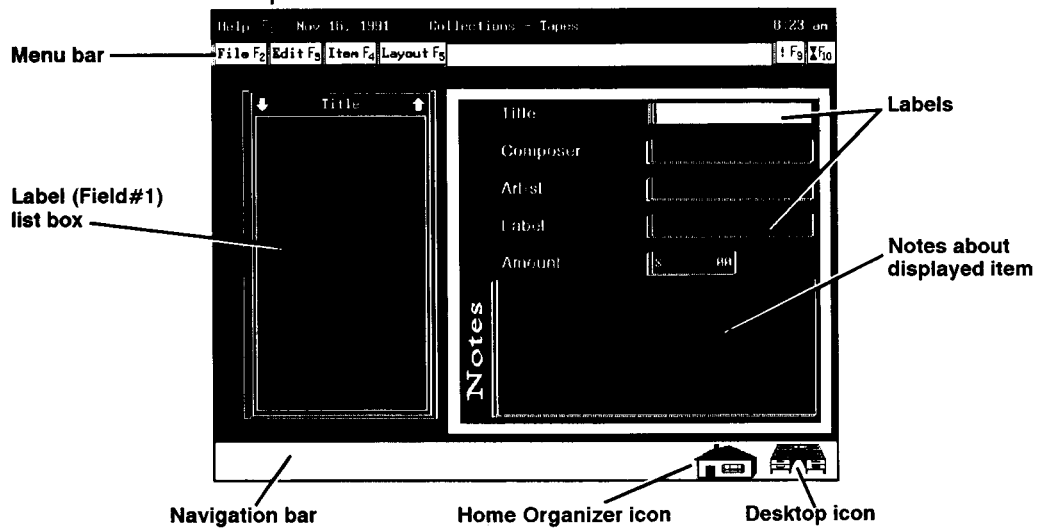 Help F1 Nov 16, 1991 Collections - Tapes 8:23 am
Menu bar
File F2 Edit F3 Item F4 Layout F5 ! F9 F10
Title
Title
Labels
Composer
Artist
Label (Field#1)
list box
Label
Notes about
displayed item
Amount
$ .00
Notes
Navigation bar
Home Organizer icon
Desktop icon